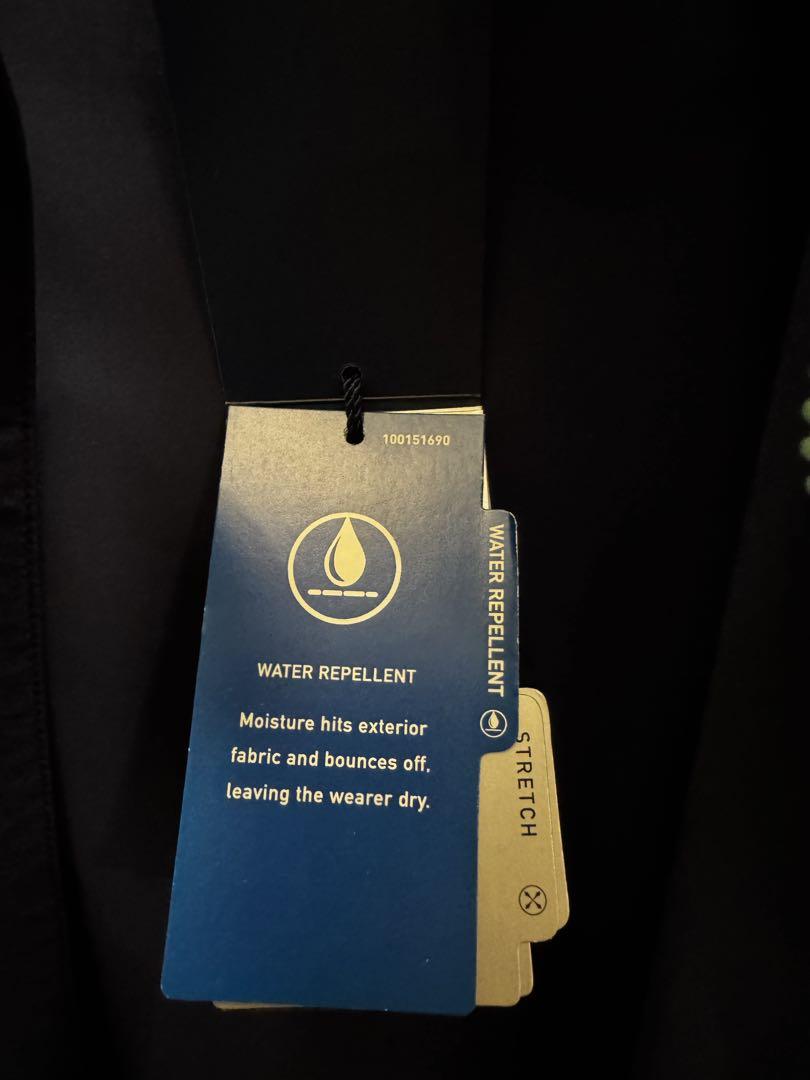 100151690
WATER REPELLENT
Moisture hits exterior
fabric and bounces off,
leaving the wearer dry.
WATER REPELLENT
STRETCH